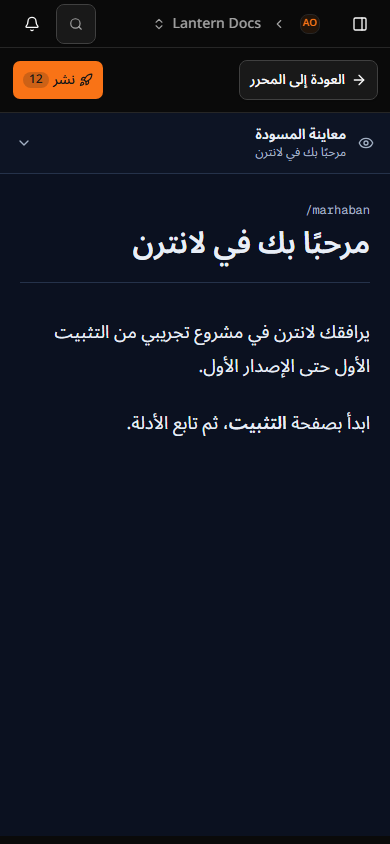 AO
Lantern Docs
العودة إلى المحرر
نشر 12
معاينة المسودة
مرحبًا بك في لانترن
/marhaban
مرحبًا بك في لانترن
يرافقك لانترن في مشروع تجريبي من التثبيت
الأول حتى الإصدار الأول.
ابدأ بصفحة التثبيت، ثم تابع الأدلة.